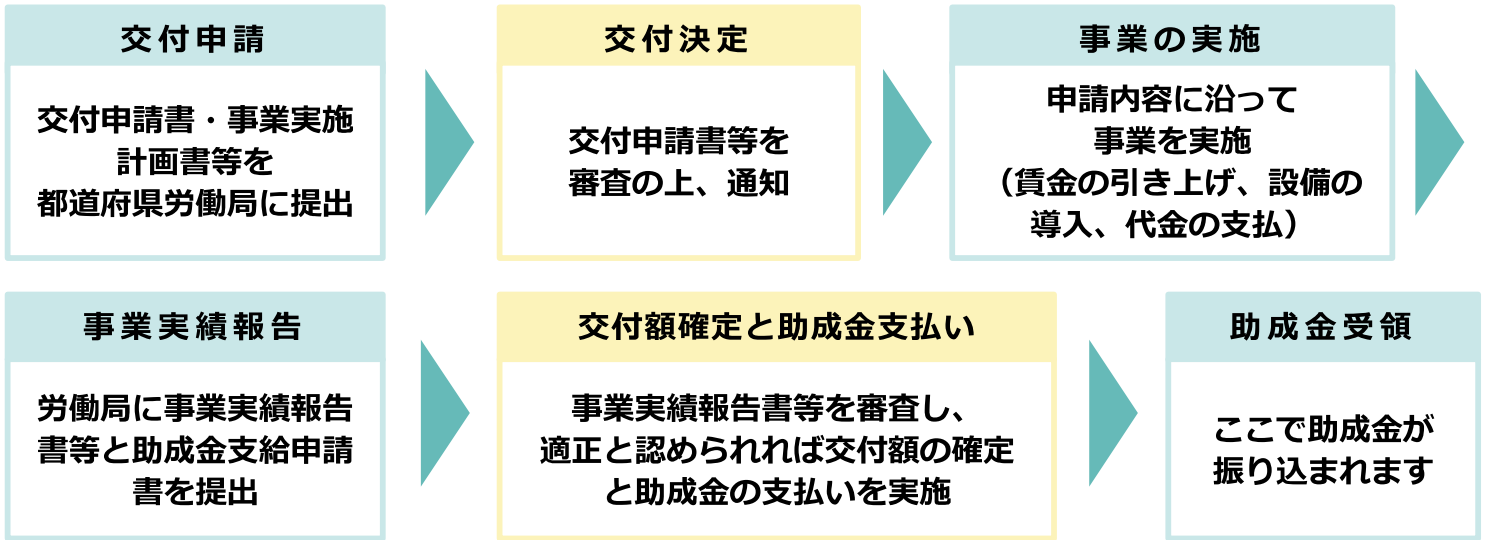 交付申請
交付申請書・事業実施
計画書等を
都道府県労働局に提出
交付決定
交付申請書等を
審査の上、通知
事業の実施
申請内容に沿って
事業を実施
（賃金の引き上げ、設備の
導入、代金の支払）
事業実績報告
労働局に事業実績報告
書等と助成金支給申請
書を提出
交付額確定と助成金支払い
事業実績報告書等を審査し、
適正と認められれば交付額の確定
と助成金の支払いを実施
助成金受領
ここで助成金が
振り込まれます